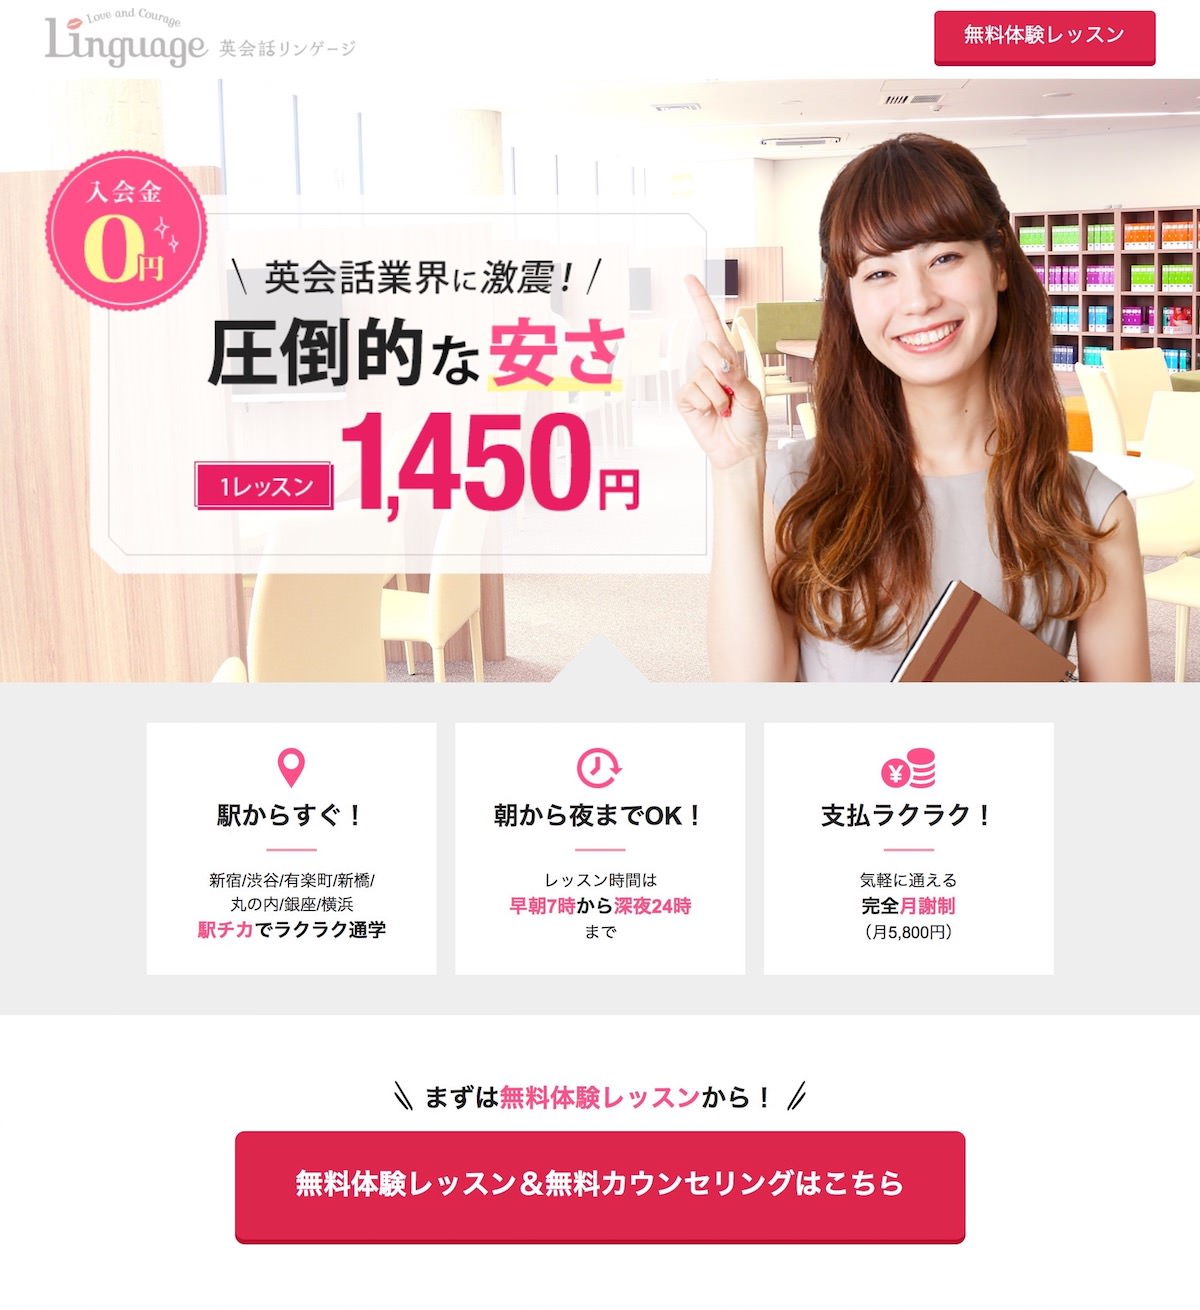 Love and Courage
Linguage 英会話リンゲージ
無料体験レッスン
入会金
0円
英会話業界に激震!
圧倒的な安さ
1レッスン 1,450円
駅からすぐ！
新宿/渋谷/有楽町/新橋/
丸の内/銀座/横浜
駅チカでラクラク通学
朝から夜までOK！
レッスン時間は
早朝7時から深夜24時
まで
支払ラクラク！
気軽に通える
完全月謝制
（月5,800円）
まずは無料体験レッスンから！
無料体験レッスン＆無料カウンセリングはこちら